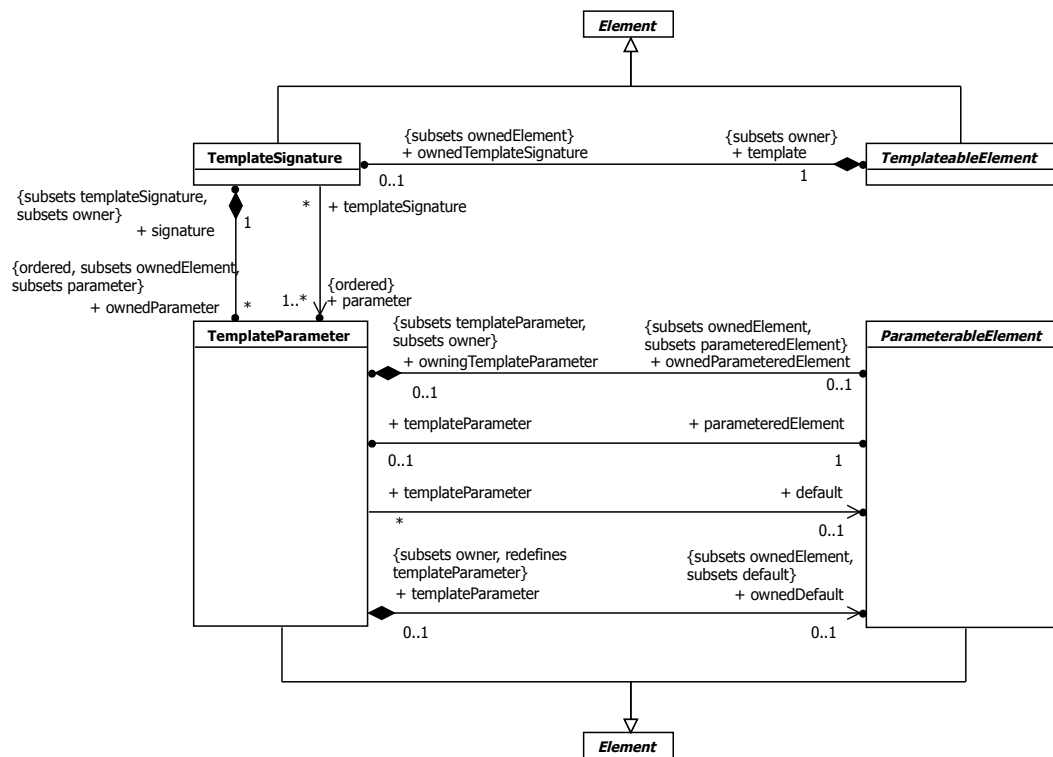 Element
{subsets ownedElement}
+ ownedTemplateSignature
{subsets owner}
+ template
TemplateSignature
0..1
1
TemplateableElement
{subsets templateSignature,
subsets owner}
+ signature
1
*
+ templateSignature
{ordered, subsets ownedElement,
subsets parameter}
+ ownedParameter
*
1..*
{ordered}
+ parameter
TemplateParameter
{subsets templateParameter,
subsets owner}
+ owningTemplateParameter
0..1
{subsets ownedElement,
subsets parameteredElement}
+ ownedParameteredElement
0..1
ParameterableElement
+ templateParameter
0..1
+ parameteredElement
1
+ templateParameter
*
+ default
0..1
{subsets owner, redefines
templateParameter}
+ templateParameter
0..1
{subsets ownedElement,
subsets default}
+ ownedDefault
0..1
Element